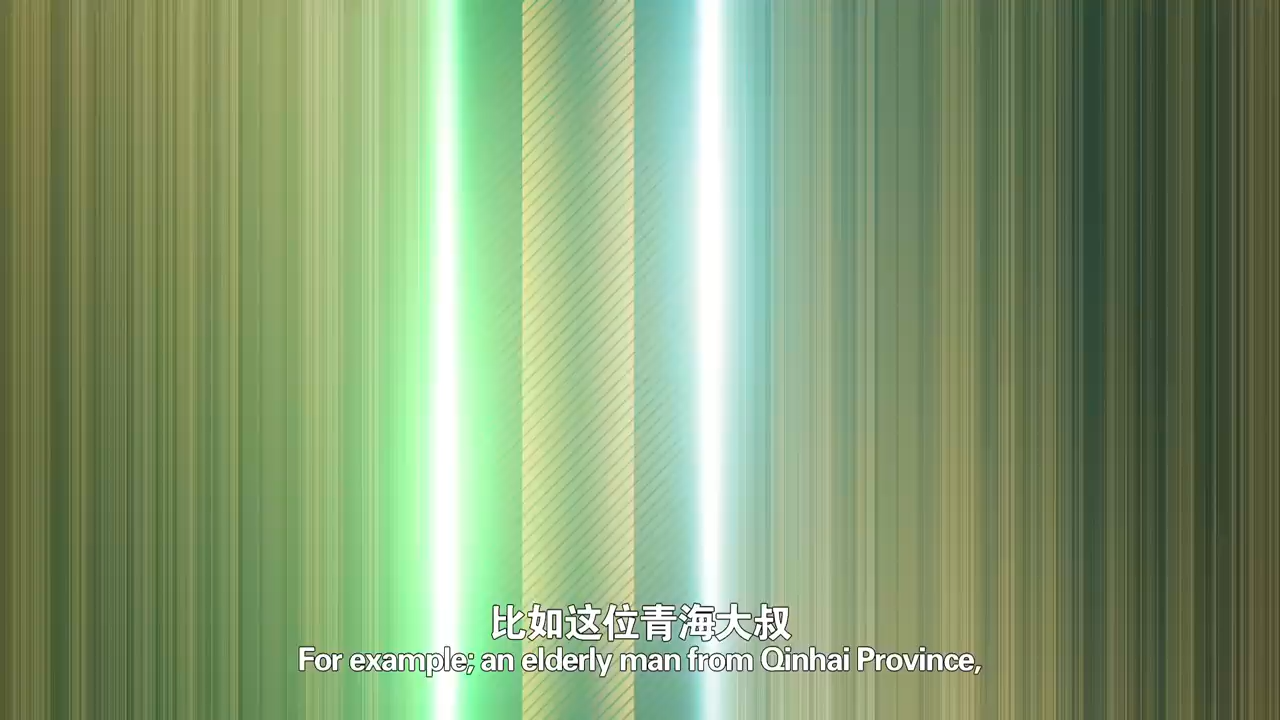 比如这位青海大叔
For example; an elderly man from Qinhai Province,